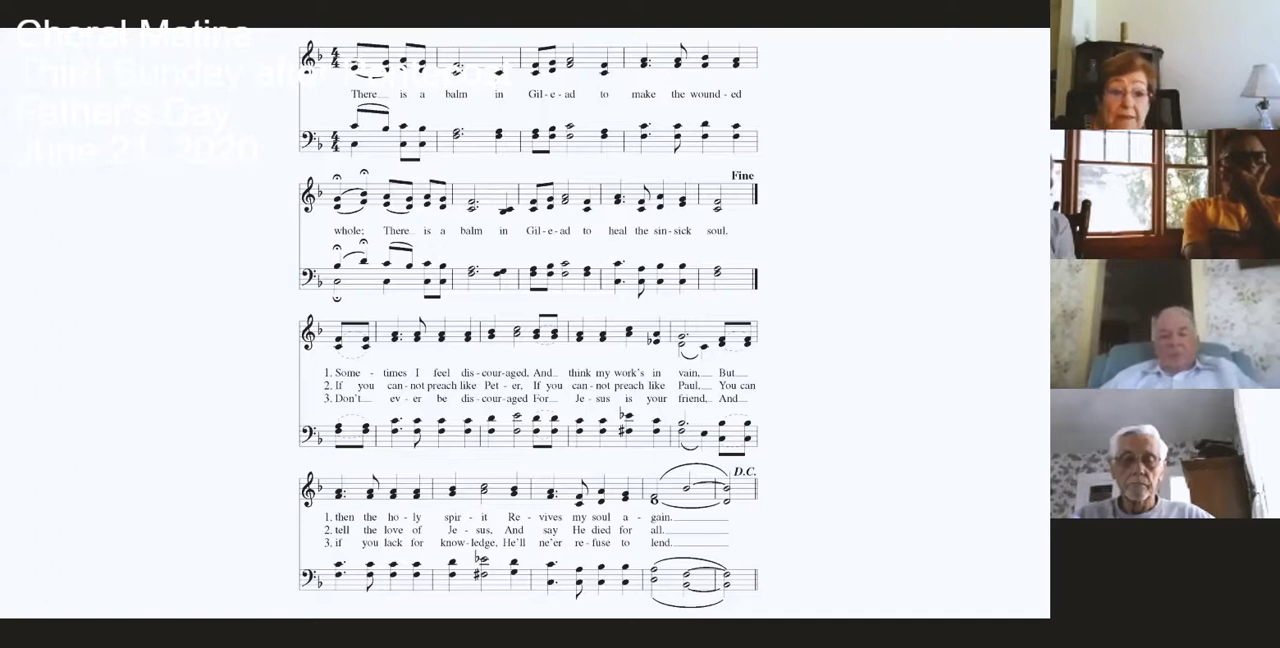 Choral Matins
Third Sunday after Pentecost
Father's Day
June 21, 2020
There is a balm in Gil-e-ad to make the wound-ed
Fine
whole; There is a balm in Gil-e-ad to heal the sin-sick soul.
1. Some-times I feel dis-cour-aged, And think my work's in vain, But
2. If you can-not preach like Pet-er, If you can-not preach like Paul, You can
3. Don't ev-er be dis-cour-aged For Je-sus is your friend, And
D.C.
1. then the ho-ly spir-it Re-vives my soul a-gain.
2. tell the love of Je-sus, And say He died for all.
3. if you lack for know-ledge, He'll ne'er re-fuse to lend.